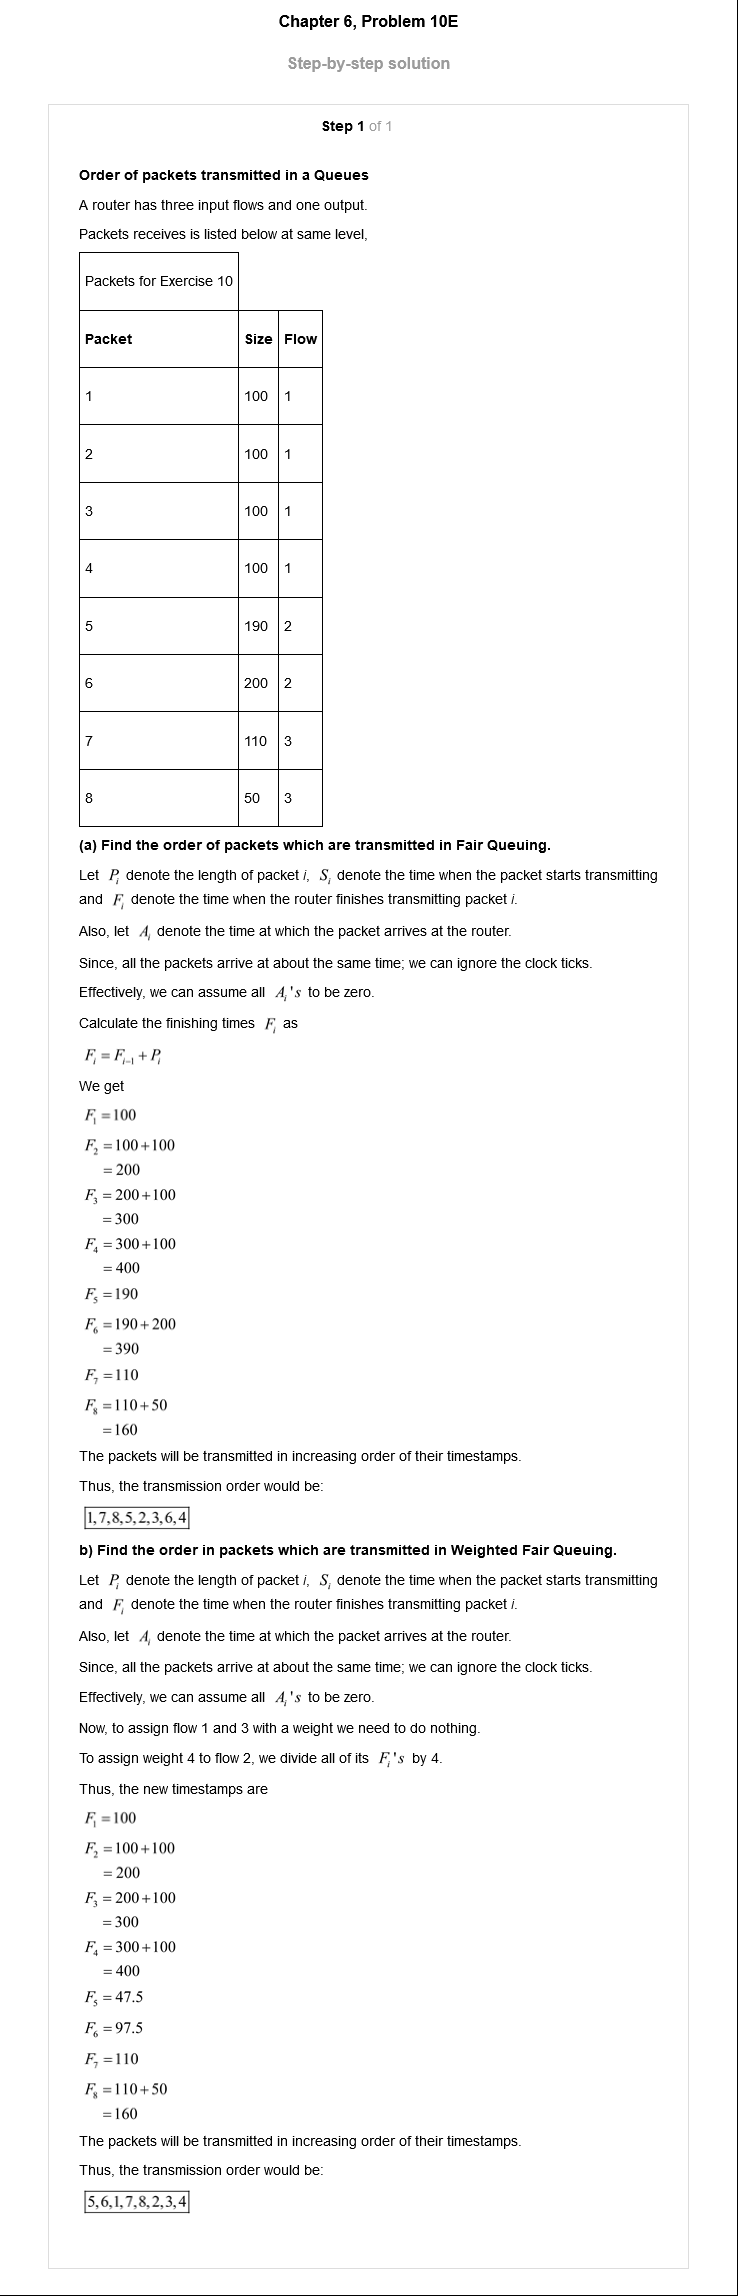 Chapter 6, Problem 10E
Step-by-step solution
Step 1 of 1
Order of packets transmitted in a Queues
A router has three input flows and one output.
Packets receives is listed below at same level,
Packets for Exercise 10
Packet Size Flow
1 100 1
2 100 1
3 100 1
4 100 1
5 190 2
6 200 2
7 110 3
8 50 3
(a) Find the order of packets which are transmitted in Fair Queuing.
Let P_i denote the length of packet i, S_i denote the time when the packet starts transmitting
and F_i denote the time when the router finishes transmitting packet i.
Also, let A_i denote the time at which the packet arrives at the router.
Since, all the packets arrive at about the same time; we can ignore the clock ticks.
Effectively, we can assume all A_i's to be zero.
Calculate the finishing times F_i as
F_i = F_{i-1} + P_i
We get
F_1 = 100
F_2 = 100+100
= 200
F_3 = 200+100
= 300
F_4 = 300+100
= 400
F_5 = 190
F_6 = 190+200
= 390
F_7 = 110
F_8 = 110+50
= 160
The packets will be transmitted in increasing order of their timestamps.
Thus, the transmission order would be:
1,7,8,5,2,3,6,4
b) Find the order in packets which are transmitted in Weighted Fair Queuing.
Let P_i denote the length of packet i, S_i denote the time when the packet starts transmitting
and F_i denote the time when the router finishes transmitting packet i.
Also, let A_i denote the time at which the packet arrives at the router.
Since, all the packets arrive at about the same time; we can ignore the clock ticks.
Effectively, we can assume all A_i's to be zero.
Now, to assign flow 1 and 3 with a weight we need to do nothing.
To assign weight 4 to flow 2, we divide all of its F_i's by 4.
Thus, the new timestamps are
F_1 = 100
F_2 = 100+100
= 200
F_3 = 200+100
= 300
F_4 = 300+100
= 400
F_5 = 47.5
F_6 = 97.5
F_7 = 110
F_8 = 110+50
= 160
The packets will be transmitted in increasing order of their timestamps.
Thus, the transmission order would be:
5,6,1,7,8,2,3,4